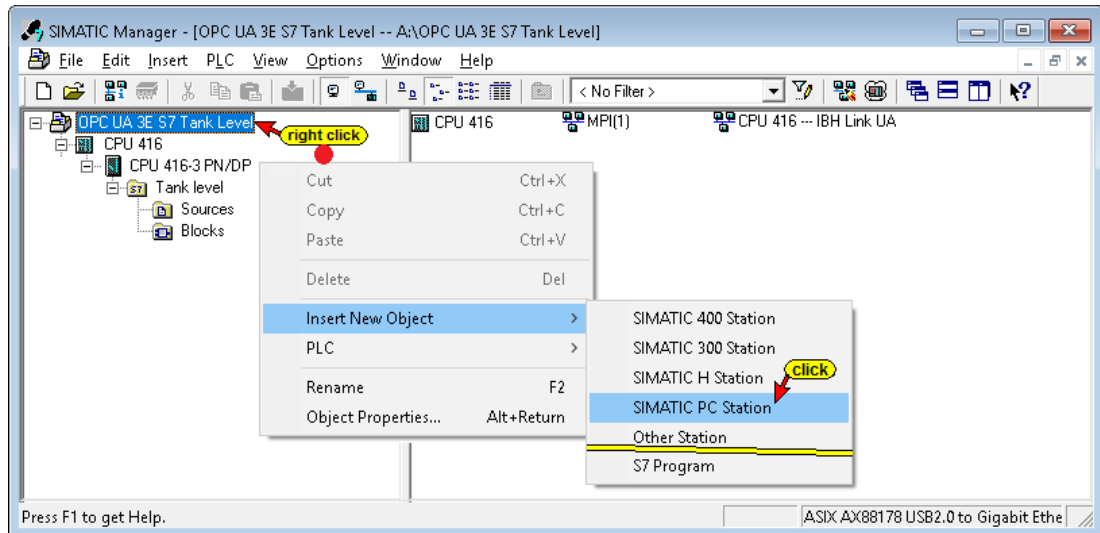 SIMATIC Manager - [OPC UA 3E S7 Tank Level -- A:\OPC UA 3E S7 Tank Level]
File Edit Insert PLC View Options Window Help
< No Filter >
OPC UA 3E S7 Tank Level
right click
CPU 416 MPI(1) CPU 416 --- IBH Link UA
CPU 416
CPU 416-3 PN/DP
Tank level
Sources
Blocks
Cut Ctrl+X
Copy Ctrl+C
Paste Ctrl+V
Delete Del
Insert New Object >
PLC >
Rename F2
Object Properties... Alt+Return
SIMATIC 400 Station
SIMATIC 300 Station
SIMATIC H Station
click
SIMATIC PC Station
Other Station
S7 Program
Press F1 to get Help.
ASIX AX88178 USB2.0 to Gigabit Ethe